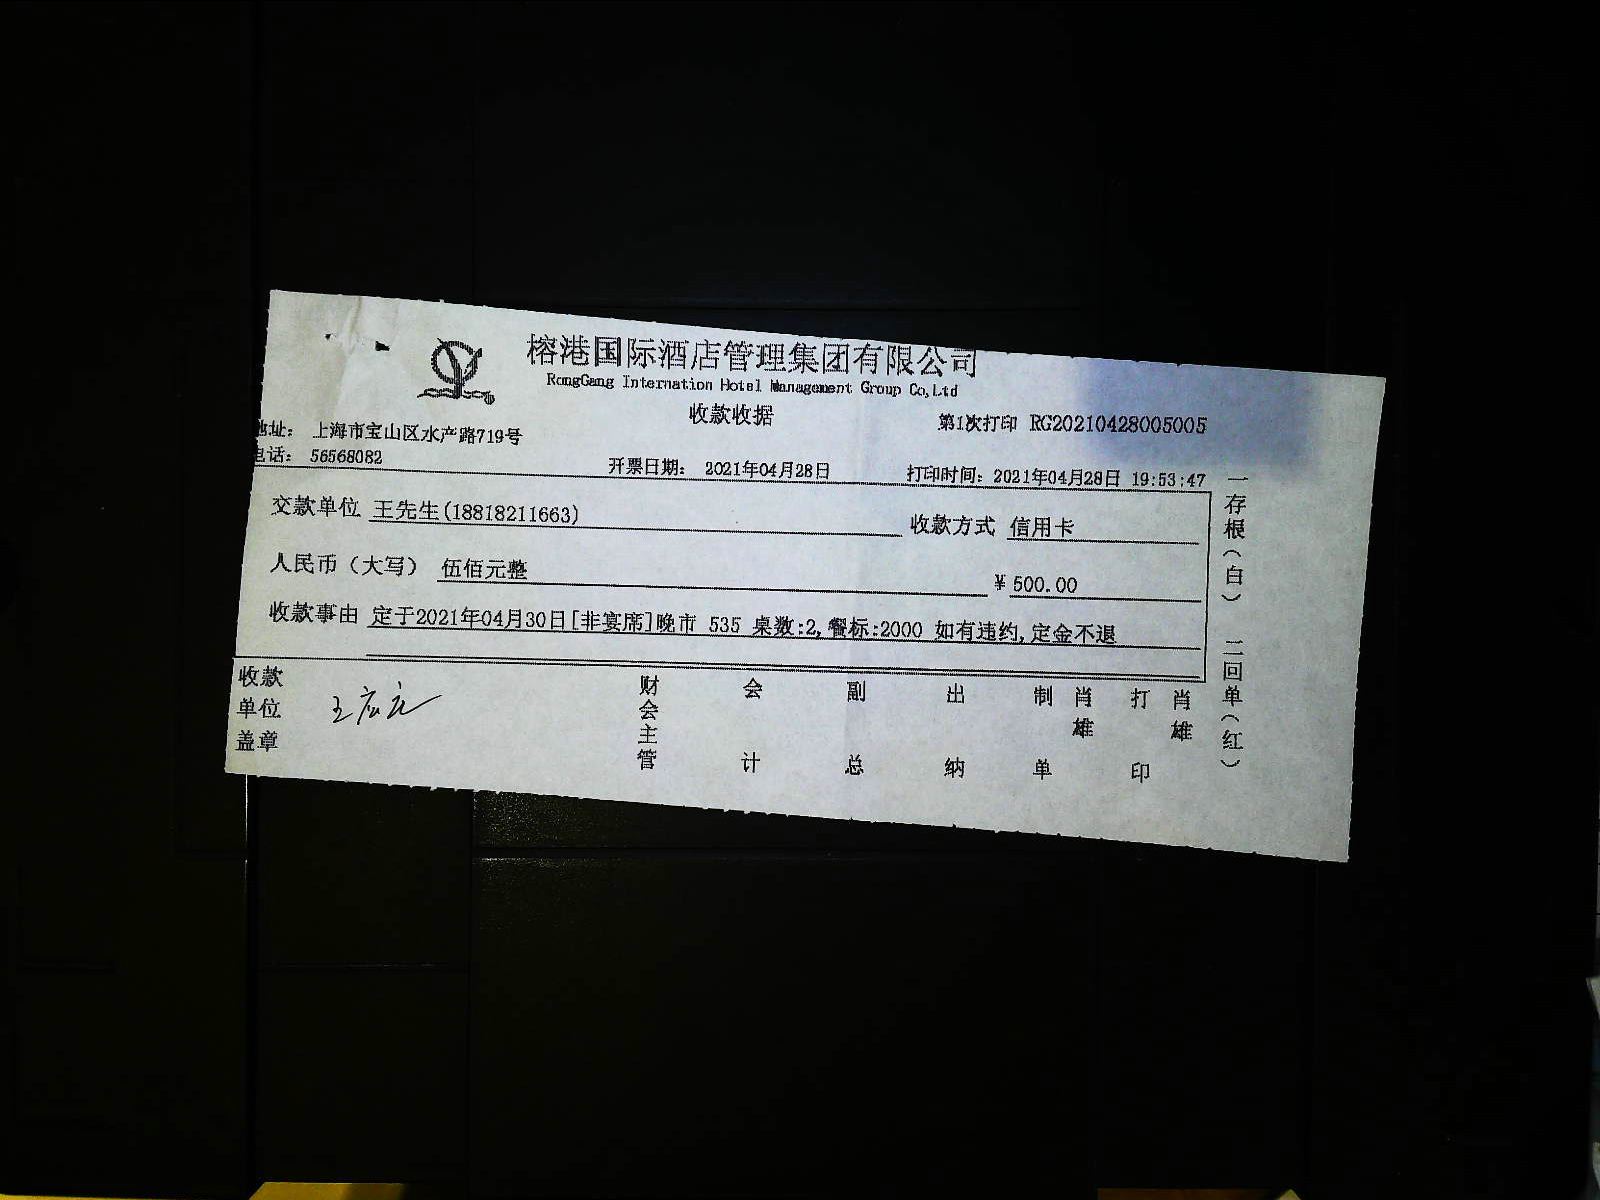 榕港国际酒店管理集团有限公司
RongGang Internation Hotel Management Group Co,Ltd
收款收据
第1次打印 RG20210428005005
地址： 上海市宝山区水产路719号
电话： 56568082
开票日期： 2021年04月28日
打印时间：2021年04月28日 19:53:47
交款单位 王先生(18818211663)
收款方式 信用卡
人民币（大写） 伍佰元整
¥500.00
收款事由 定于2021年04月30日[非宴席]晚市 535 桌数:2,餐标:2000 如有违约,定金不退
收款单位盖章
财会主管
会计
副总
出纳
制单 肖雄
打印 肖雄
一存根（白） 二回单（红）